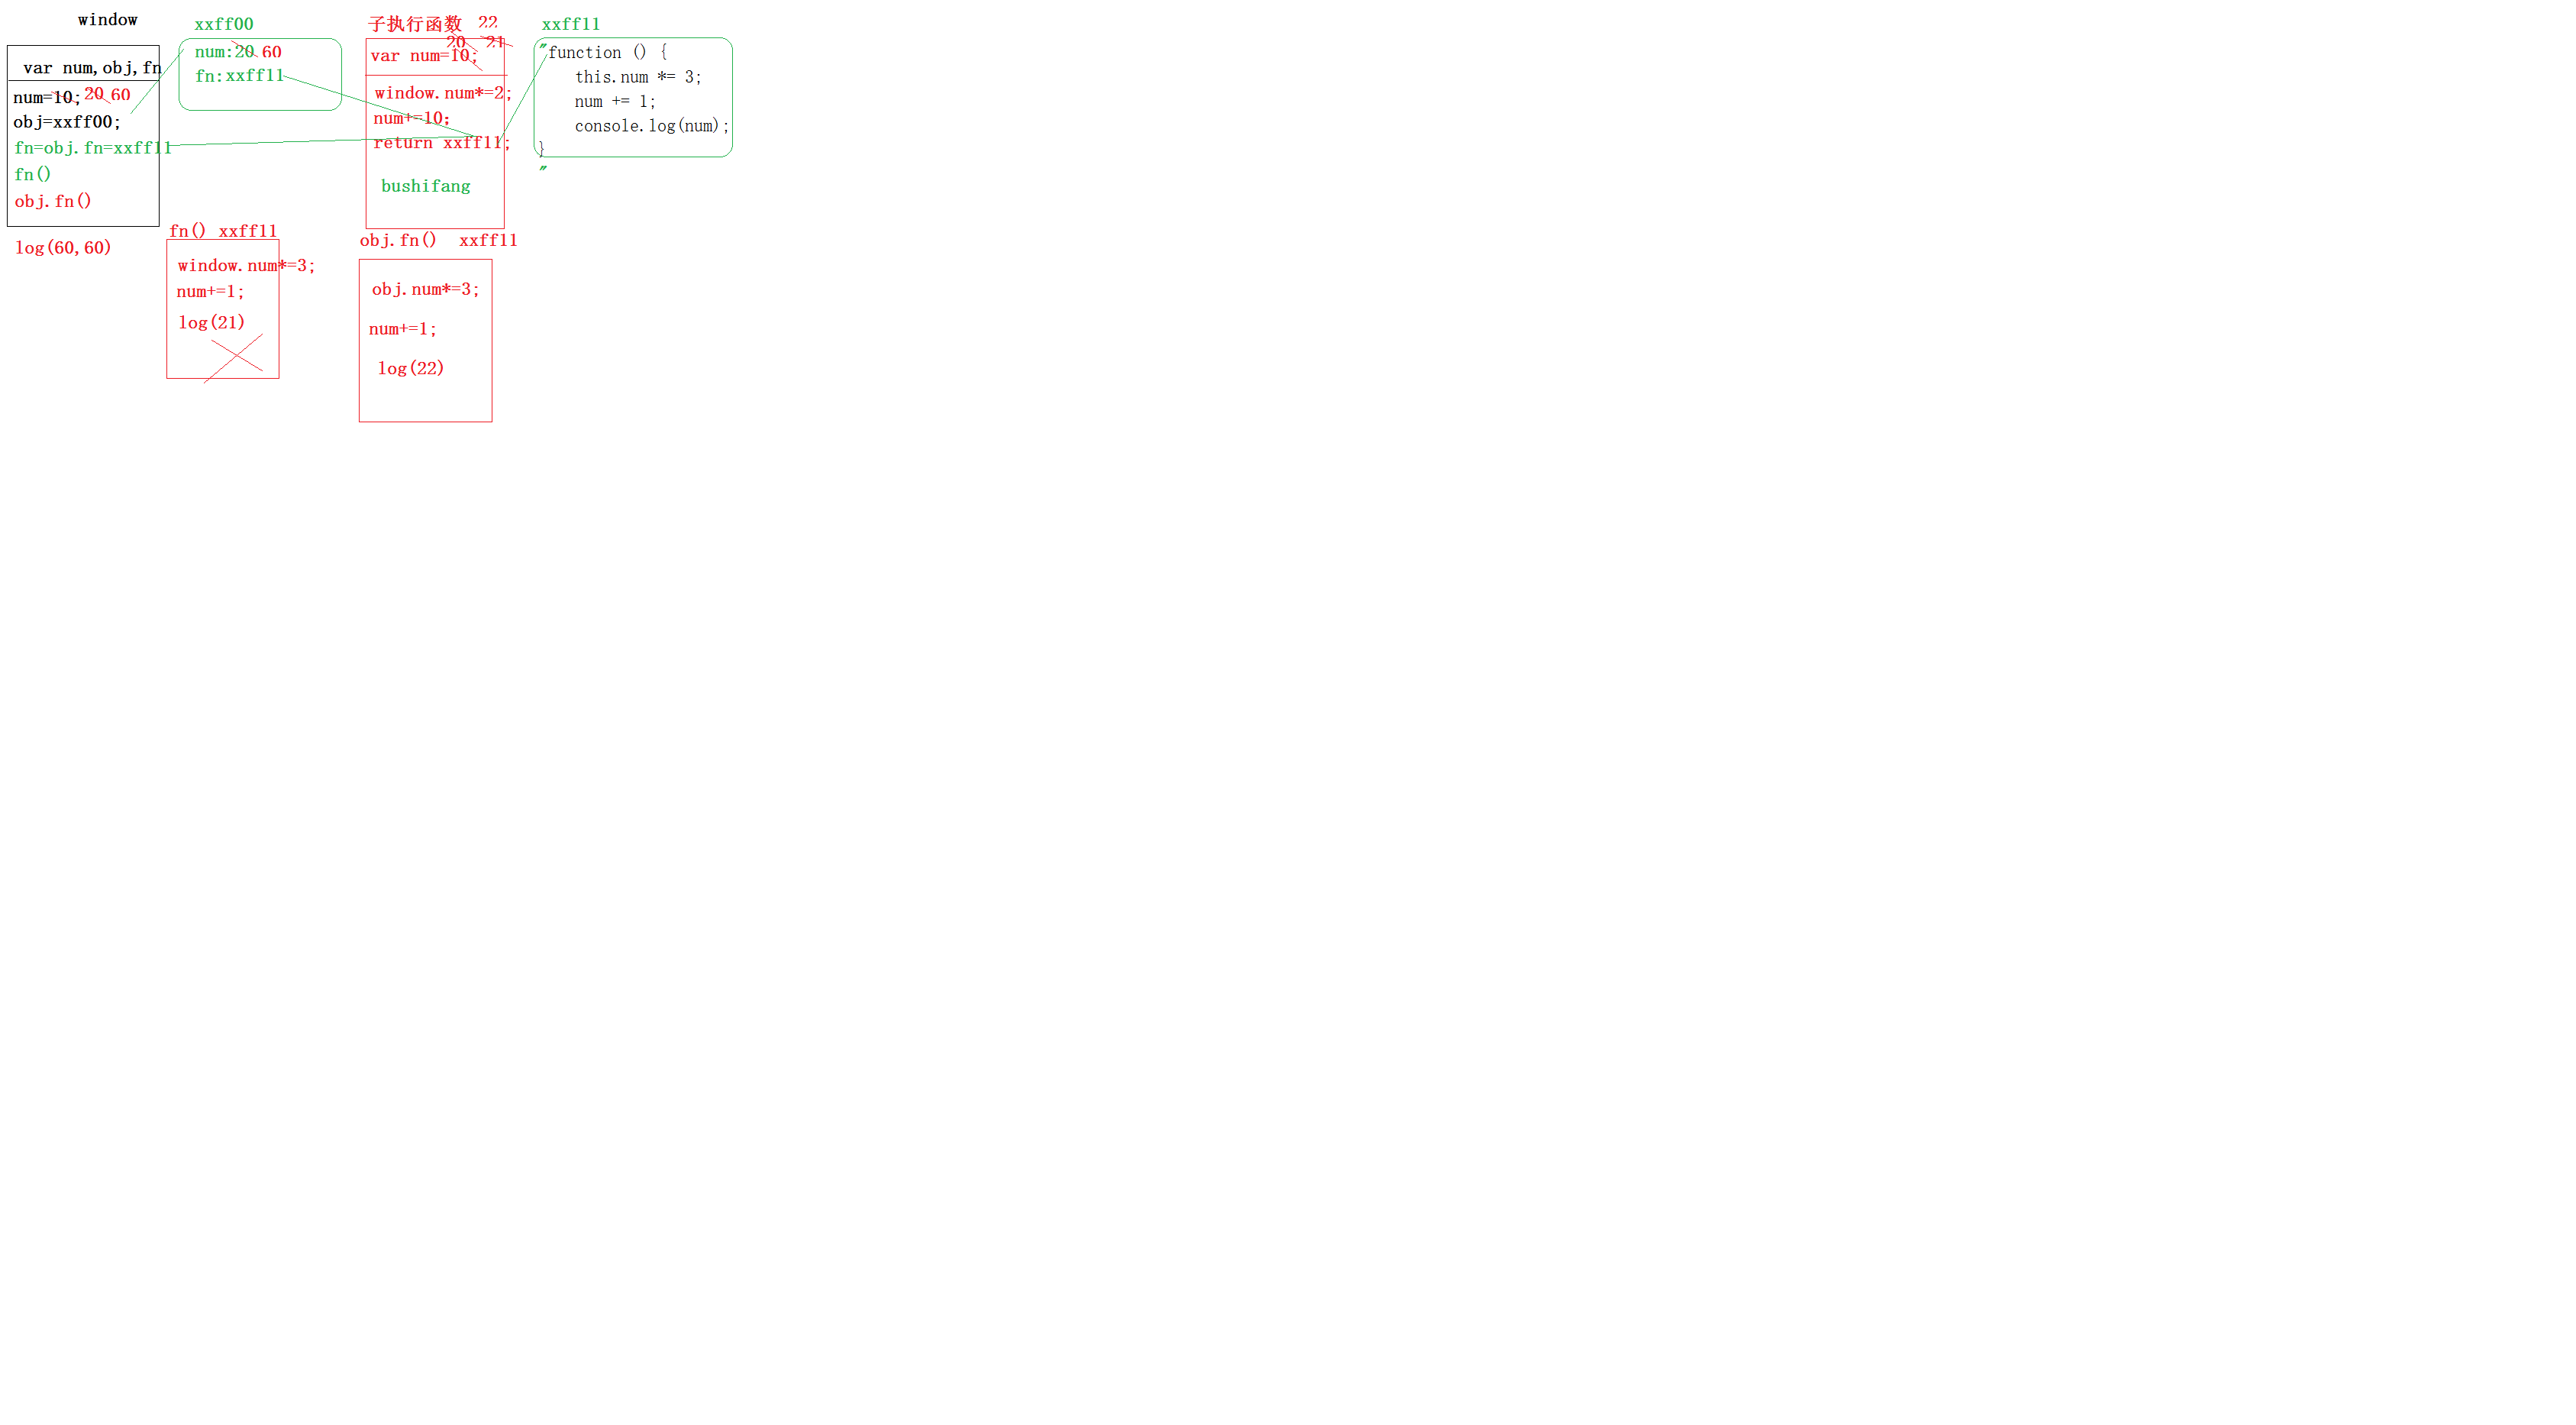 window
var num,obj,fn
num=10; 20 60
obj=xxff00;
fn=obj.fn=xxff11
fn()
obj.fn()
log(60,60)
xxff00
num:20 60
fn:xxff11
子执行函数 22
20 21
var num=10;
window.num*=2;
num+=10;
return xxff11;
bushifang
xxff11
"function () {
this.num *= 3;
num += 1;
console.log(num);
}
"
fn() xxff11
window.num*=3;
num+=1;
log(21)
obj.fn() xxff11
obj.num*=3;
num+=1;
log(22)